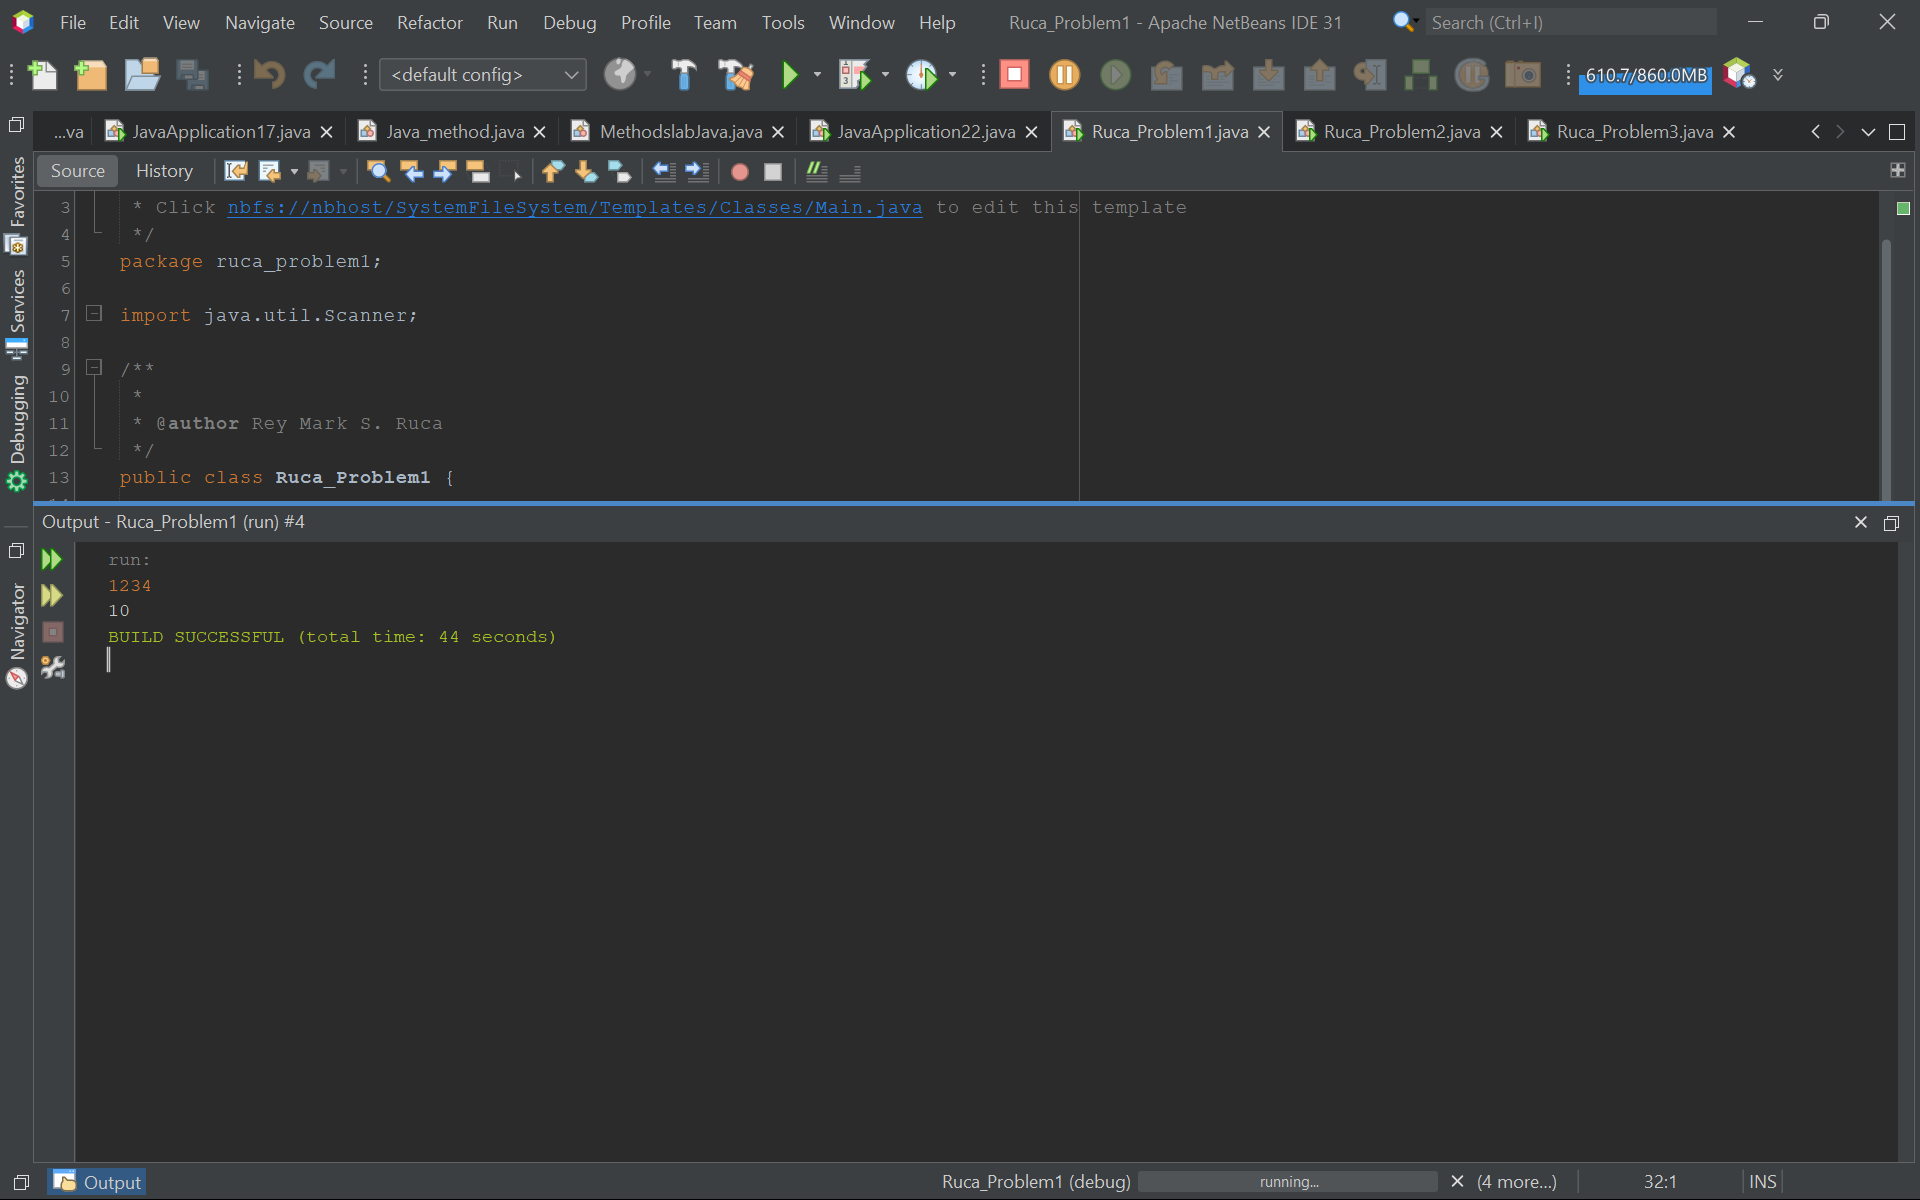 File Edit View Navigate Source Refactor Run Debug Profile Team Tools Window Help Ruca_Problem1 - Apache NetBeans IDE 31 Search (Ctrl+I)
<default config> 610.7/860.0MB
...va JavaApplication17.java Java_method.java MethodslabJava.java JavaApplication22.java Ruca_Problem1.java Ruca_Problem2.java Ruca_Problem3.java
Source History
Favorites
Services
Debugging
Navigator
3 * Click nbfs://nbhost/SystemFileSystem/Templates/Classes/Main.java to edit this template
4 */
5 package ruca_problem1;
6
7 import java.util.Scanner;
8
9 /**
10 *
11 * @author Rey Mark S. Ruca
12 */
13 public class Ruca_Problem1 {
Output - Ruca_Problem1 (run) #4
run:
1234
10
BUILD SUCCESSFUL (total time: 44 seconds)
Output Ruca_Problem1 (debug) running... (4 more...) 32:1 INS